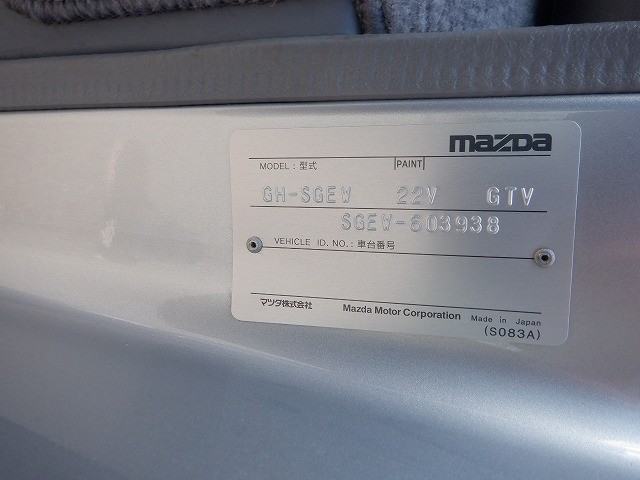 mazda
MODEL : 型式 PAINT
GH-SGEW 22V GTV
SGEW-603938
VEHICLE ID. NO. : 車台番号
マツダ株式会社 Mazda Motor Corporation Made in Japan
(S083A)